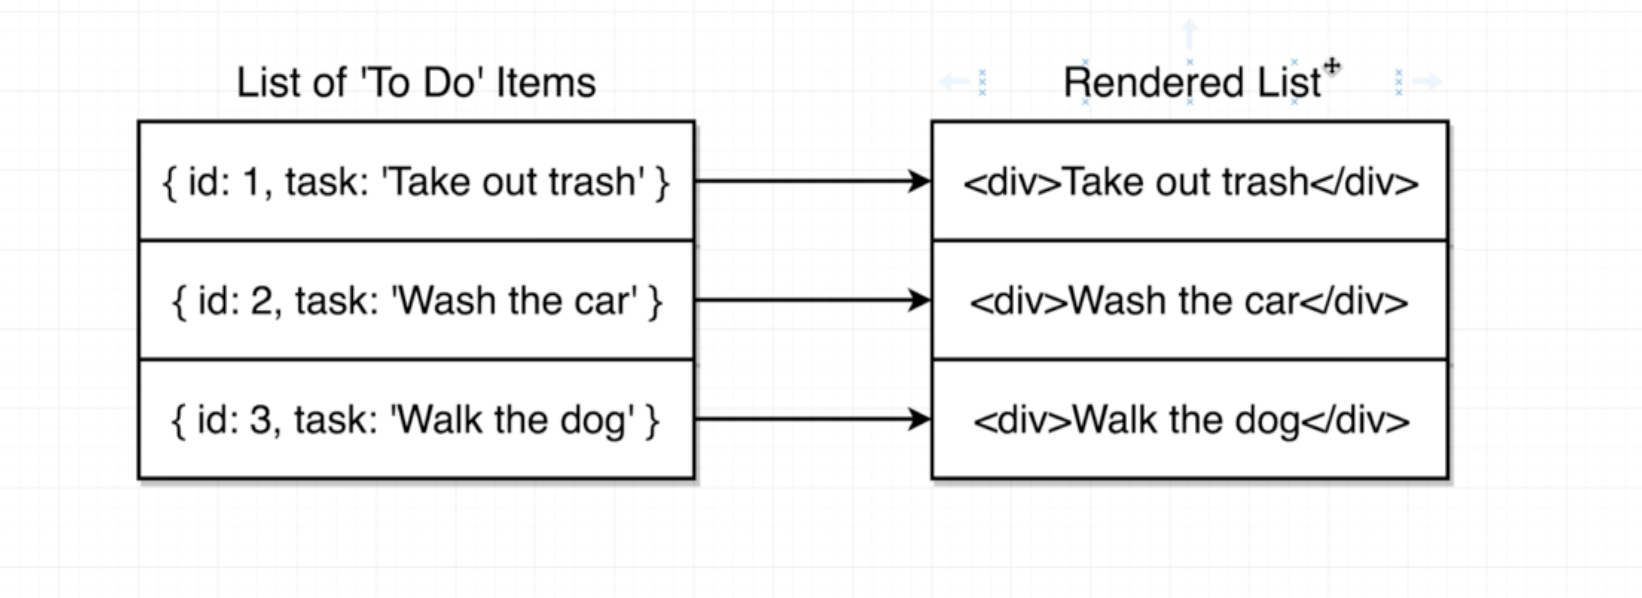 List of 'To Do' Items
{ id: 1, task: 'Take out trash' }
{ id: 2, task: 'Wash the car' }
{ id: 3, task: 'Walk the dog' }
Rendered List
<div>Take out trash</div>
<div>Wash the car</div>
<div>Walk the dog</div>